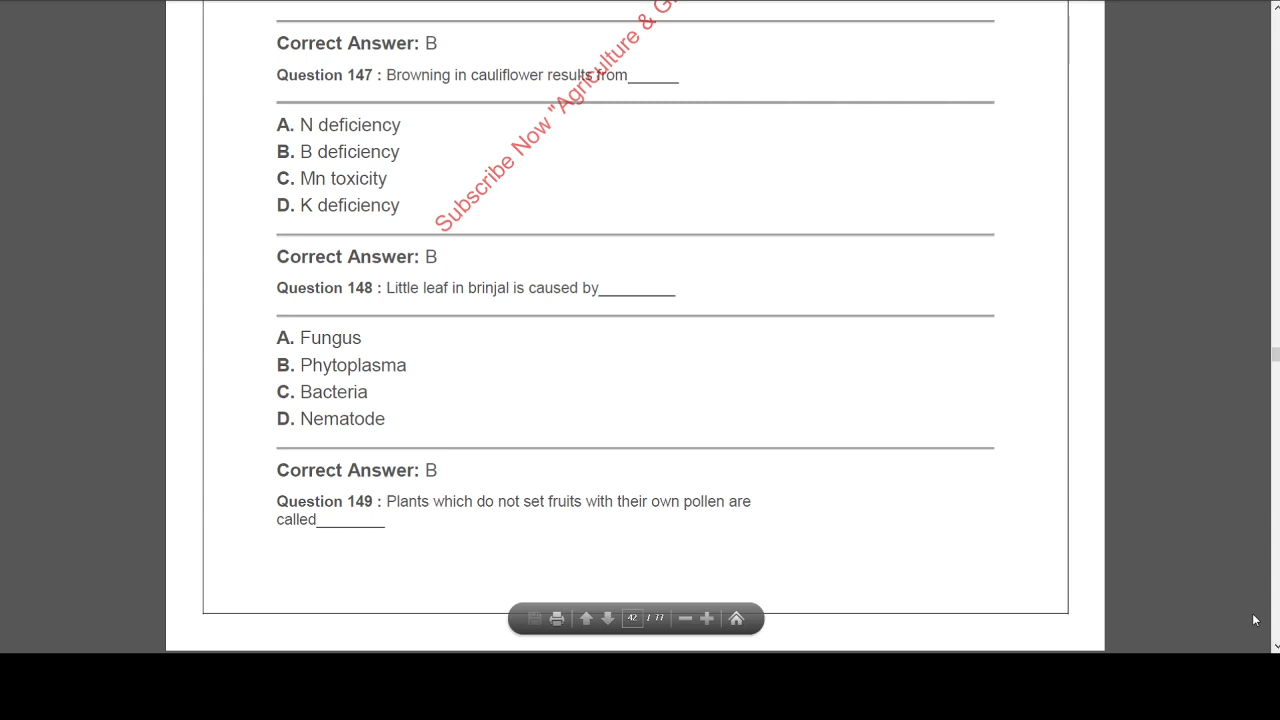 Correct Answer: B
Question 147 : Browning in cauliflower results from______
A. N deficiency
B. B deficiency
C. Mn toxicity
D. K deficiency
Subscribe Now "Agriculture & G
Correct Answer: B
Question 148 : Little leaf in brinjal is caused by_________
A. Fungus
B. Phytoplasma
C. Bacteria
D. Nematode
Correct Answer: B
Question 149 : Plants which do not set fruits with their own pollen are
called________
42 / 77